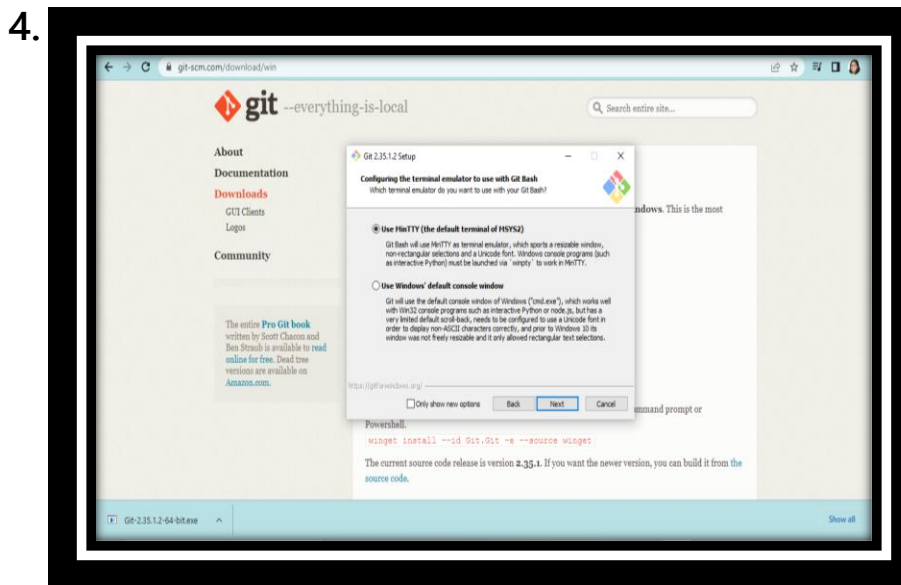 4.
git-scm.com/download/win
git --everything-is-local
Search entire site...
About
Documentation
Downloads
GUI Clients
Logos
Community
The entire Pro Git book
written by Scott Chacon and
Ben Straub is available to read
online for free. Dead tree
versions are available on
Amazon.com.
Git 2.35.1.2 Setup
Configuring the terminal emulator to use with Git Bash
Which terminal emulator do you want to use with your Git Bash?
Use MinTTY (the default terminal of MSYS2)
Git Bash will use MinTTY as terminal emulator, which sports a resizable window,
non-rectangular selections and a Unicode font. Windows console programs (such
as interactive Python) must be launched via `winpty` to work in MinTTY.
Use Windows' default console window
Git will use the default console window of Windows ("cmd.exe"), which works well
with Win32 console programs such as interactive Python or node.js, but has a
very limited default scroll-back, needs to be configured to use a Unicode font in
order to display non-ASCII characters correctly, and prior to Windows 10 its
window was not freely resizable and it only allowed rectangular text selections.
https://gitforwindows.org/
Only show new options
Back
Next
Cancel
ndows. This is the most
mmand prompt or
Powershell.
winget install --id Git.Git -e --source winget
The current source code release is version 2.35.1. If you want the newer version, you can build it from the
source code.
Git-2.35.1.2-64-bit.exe
Show all